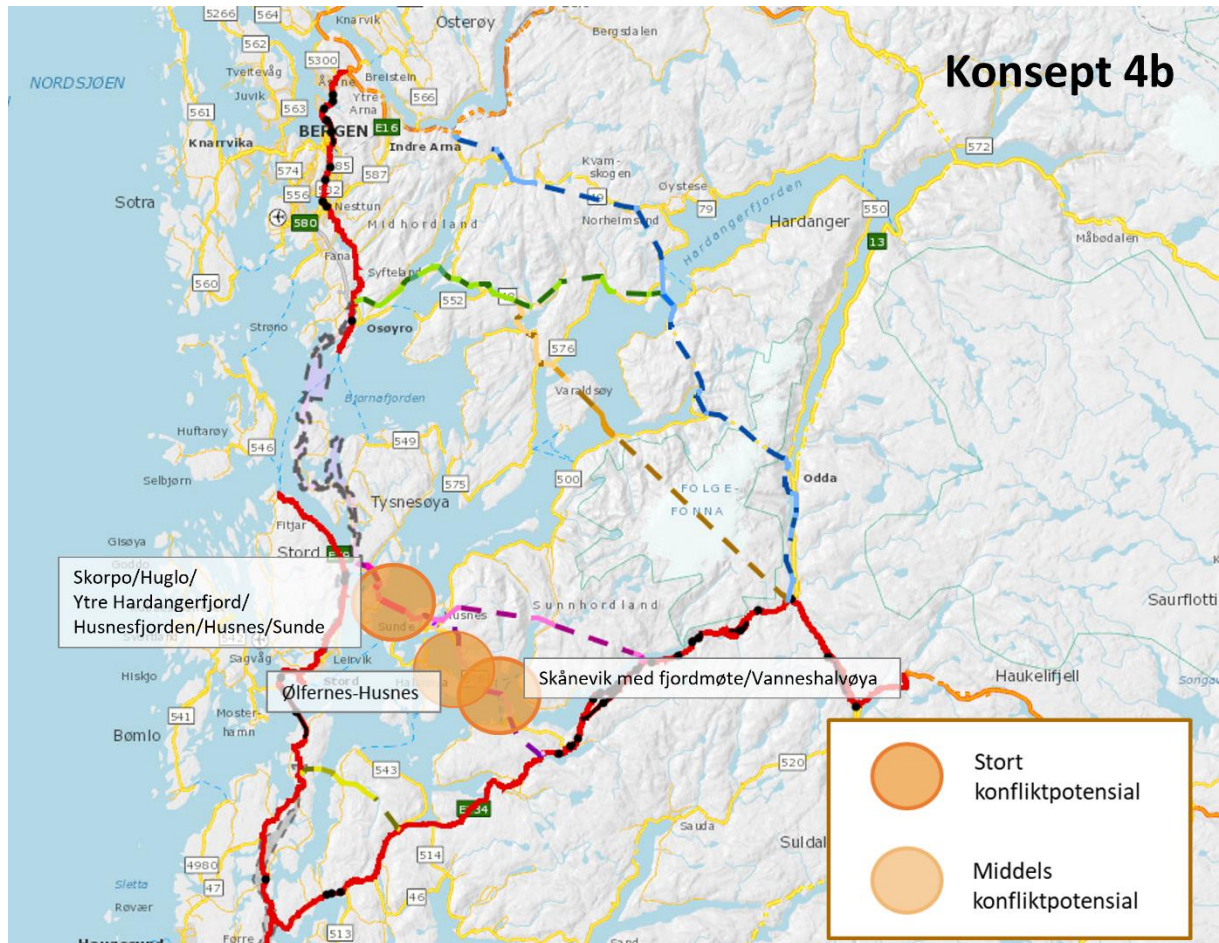 Konsept 4b
Knarvik
Osterøy
Bergsdalen
5266
564
562
5300
Tveitevåg
Breistein
NORDSJØEN
Juvik
563
566
Ytre
Arna
561
BERGEN
E16
Knarrvika
Indre Arna
572
574
587
Kvam-
skogen
Øystese
556
Sotra
Nesttun
Norheimsund
79
Hardanger
550
580
Midhordland
Hardangerfjorden
13
Måbødalen
Fana
Syfteland
560
552
Strøno
Osøyro
576
Varaldsøy
Bjørnafjorden
Huftarøy
546
549
500
Odda
Selbjørn
575
FOLGE-
FONNA
Tysnesøya
Fitjar
Gisøya
Goddo
Stord
Skorpo/Huglo/
Ytre Hardangerfjord/
Husnesfjorden/Husnes/Sunde
Husnes
Sunnhordland
Saurflotti
Sunde
Sagvåg
Leirvik
Hiskjo
Ølfernes-Husnes
Skånevik med fjordmøte/Vanneshalvøya
Haukelifjell
541
Moster-
hamn
Bømlo
543
520
Stort
konfliktpotensial
Sauda
Suldal
514
4980
47
Sletta
Røvær
46
Middels
konfliktpotensial
513
Førre